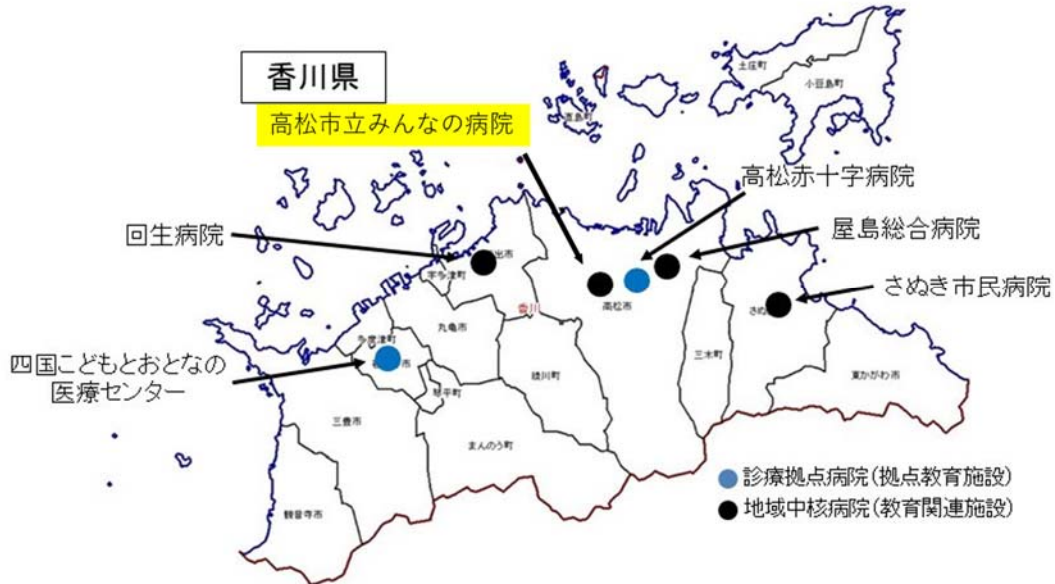 香川県
高松市立みんなの病院
土庄町
小豆島町
直島町
高松赤十字病院
回生病院
屋島総合病院
出市
宇多津町
さぬき市民病院
香川
高松市
さぬ
丸亀市
多度津町
市
三木町
四国こどもとおとなの
医療センター
綾川町
東かがわ市
琴平町
三豊市
まんのう町
診療拠点病院(拠点教育施設)
地域中核病院(教育関連施設)
観音寺市